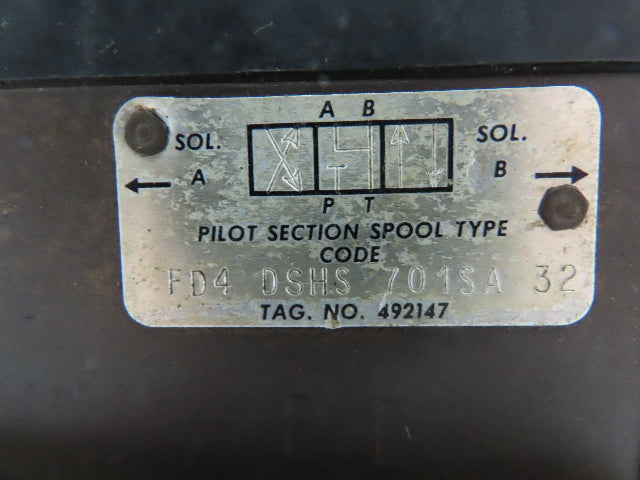 A B
SOL. SOL.
A B
P T
PILOT SECTION SPOOL TYPE
CODE
FD4 DSHS 701SA 32
TAG. NO. 492147